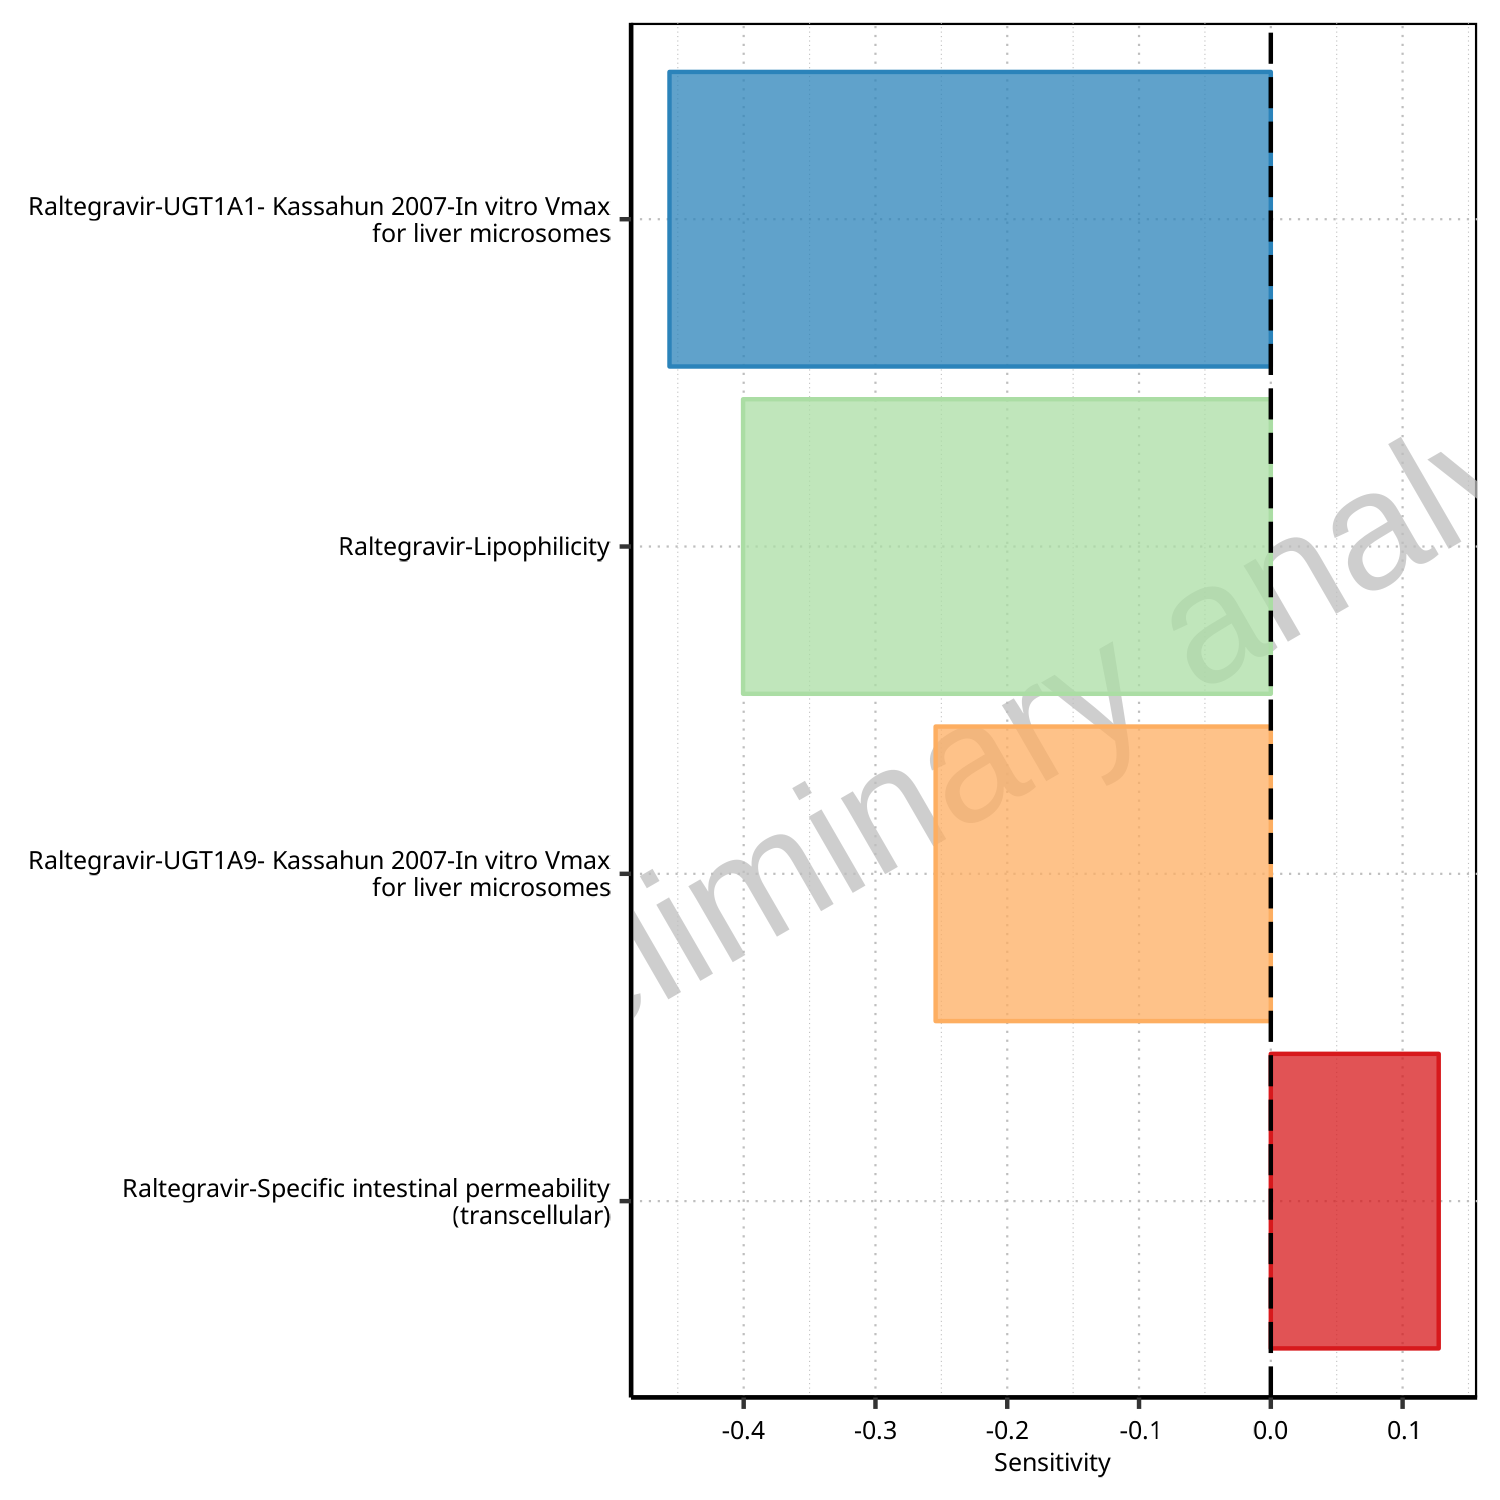 Raltegravir-UGT1A1- Kassahun 2007-In vitro Vmax
for liver microsomes
Raltegravir-Lipophilicity
Raltegravir-UGT1A9- Kassahun 2007-In vitro Vmax
for liver microsomes
Raltegravir-Specific intestinal permeability
(transcellular)
eliminary analy
-0.4 -0.3 -0.2 -0.1 0.0 0.1
Sensitivity